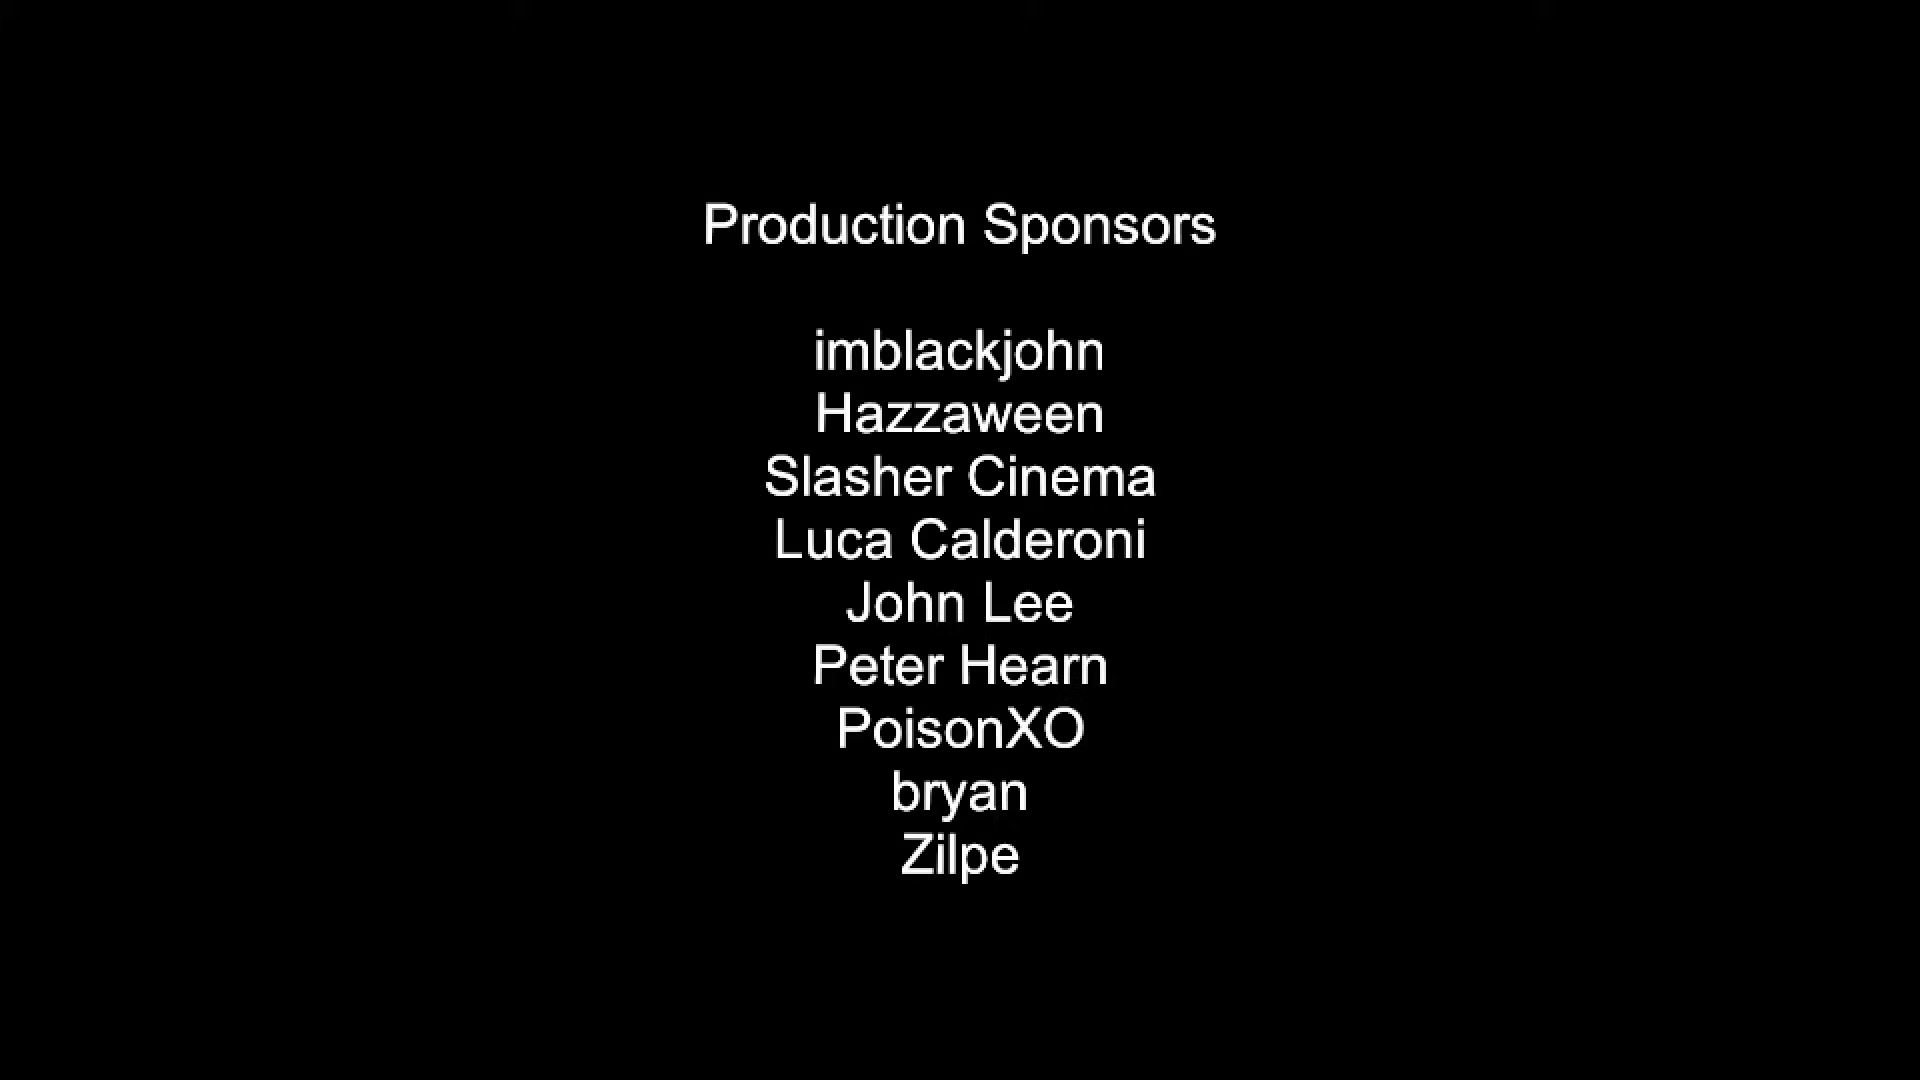 Production Sponsors
imblackjohn
Hazzaween
Slasher Cinema
Luca Calderoni
John Lee
Peter Hearn
PoisonXO
bryan
Zilpe